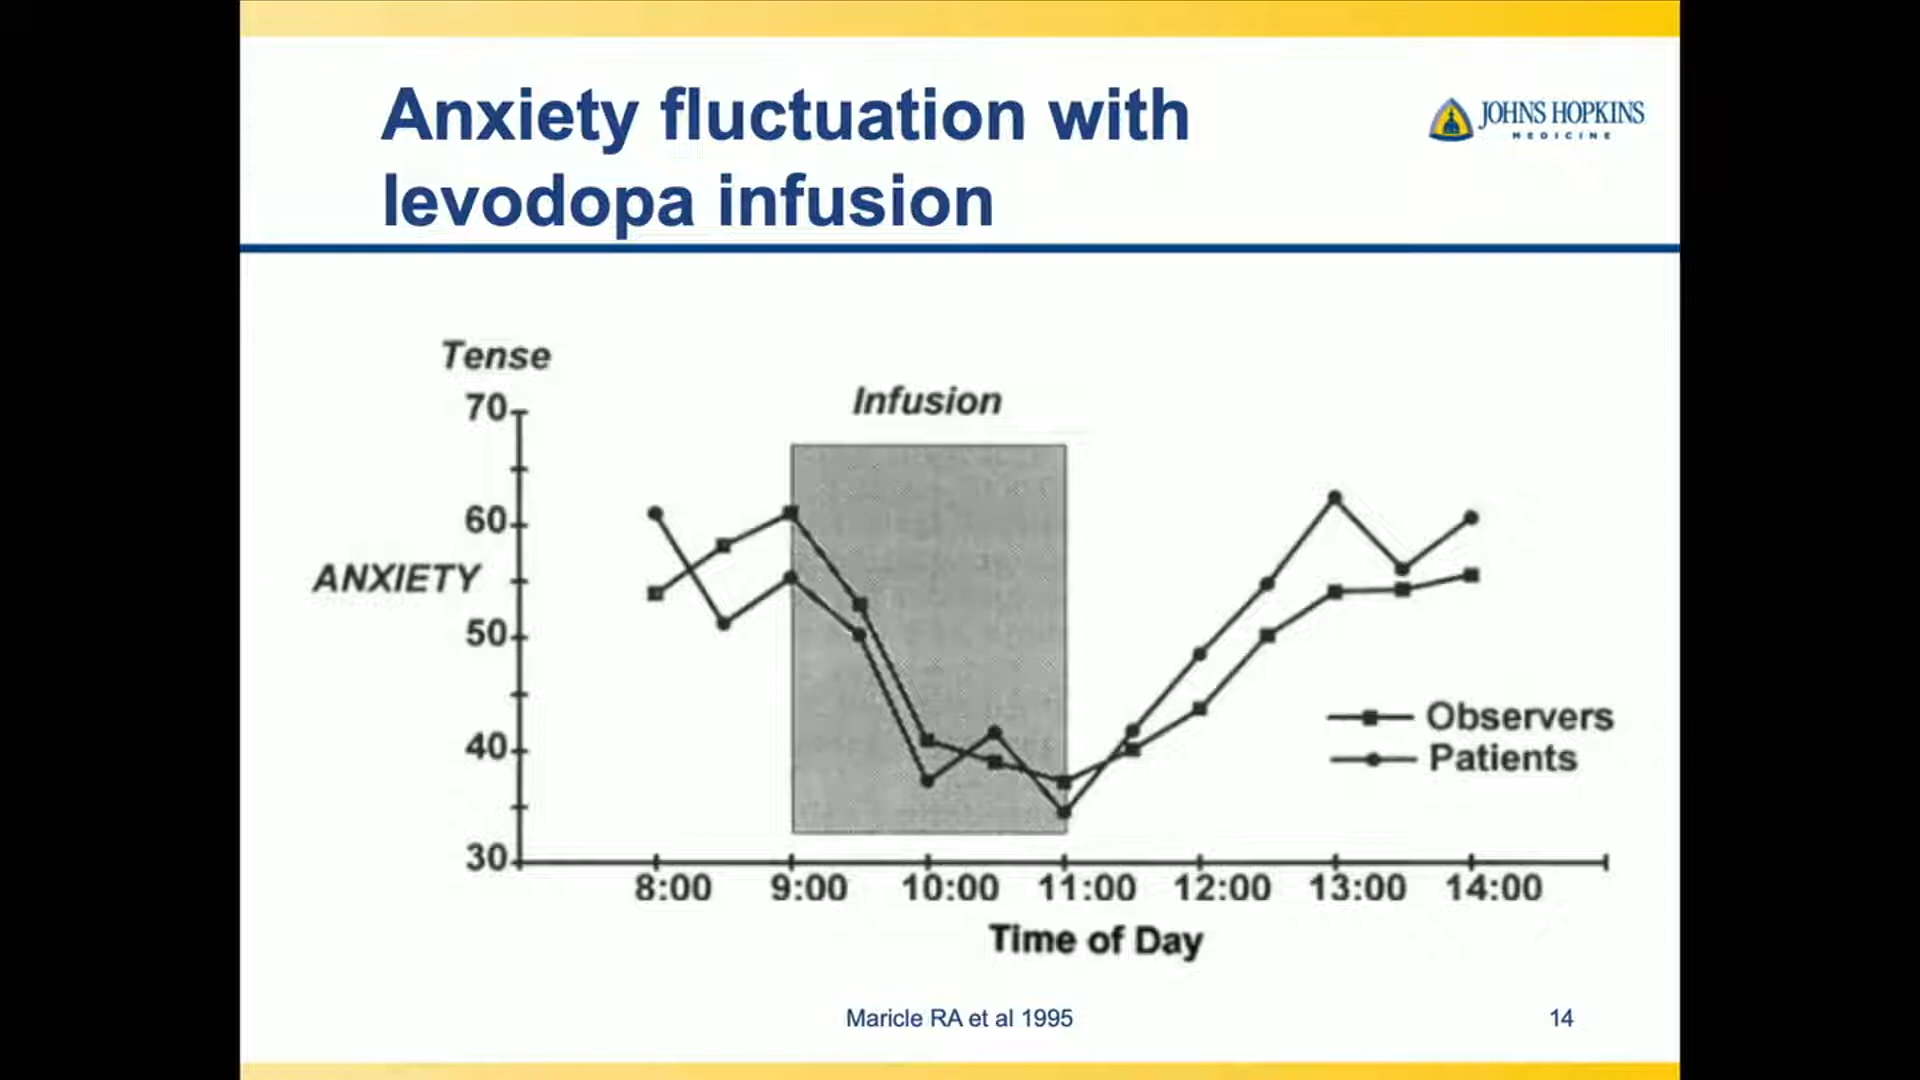 Anxiety fluctuation with
levodopa infusion
JOHNS HOPKINS
MEDICINE
Tense
70
Infusion
60
ANXIETY
50
40
30
Observers
Patients
8:00 9:00 10:00 11:00 12:00 13:00 14:00
Time of Day
Maricle RA et al 1995
14